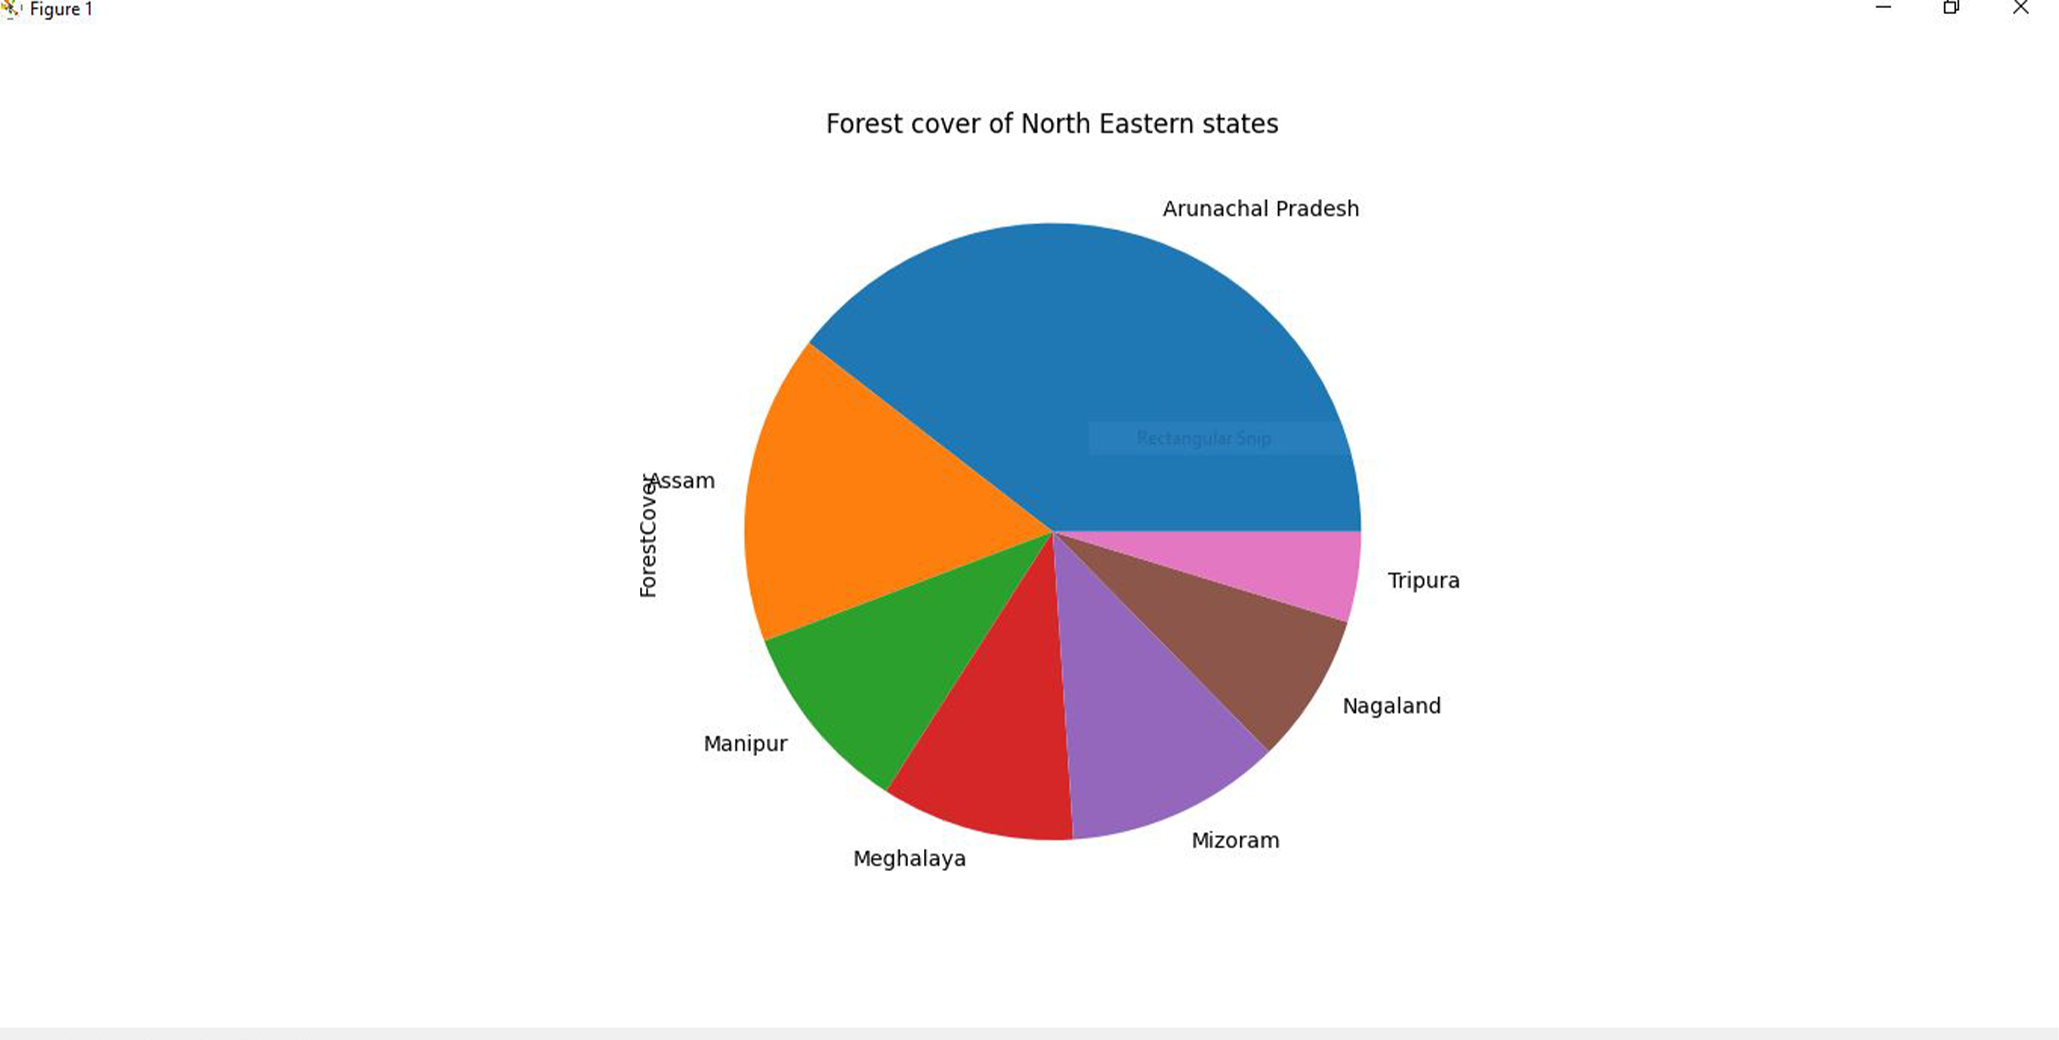 Figure 1
Forest cover of North Eastern states
Arunachal Pradesh
Rectangular Snip
Assam
ForestCover
Tripura
Nagaland
Manipur
Mizoram
Meghalaya